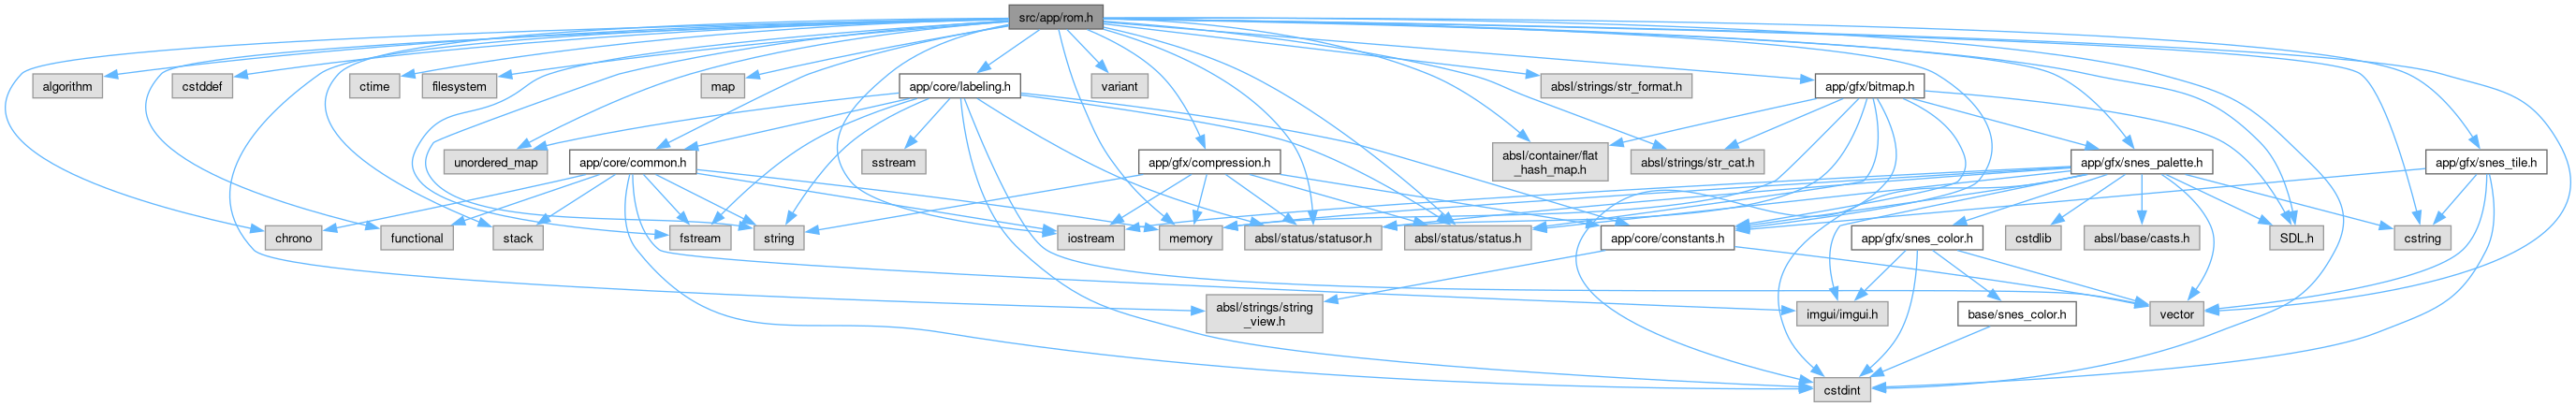 src/app/rom.h
algorithm
cstddef
ctime
filesystem
map
app/core/labeling.h
variant
absl/strings/str_format.h
app/gfx/bitmap.h
unordered_map
app/core/common.h
sstream
app/gfx/compression.h
absl/container/flat
_hash_map.h
absl/strings/str_cat.h
app/gfx/snes_palette.h
app/gfx/snes_tile.h
chrono
functional
stack
fstream
string
iostream
memory
absl/status/statusor.h
absl/status/status.h
app/core/constants.h
app/gfx/snes_color.h
cstdlib
absl/base/casts.h
SDL.h
cstring
absl/strings/string
_view.h
imgui/imgui.h
base/snes_color.h
vector
cstdint